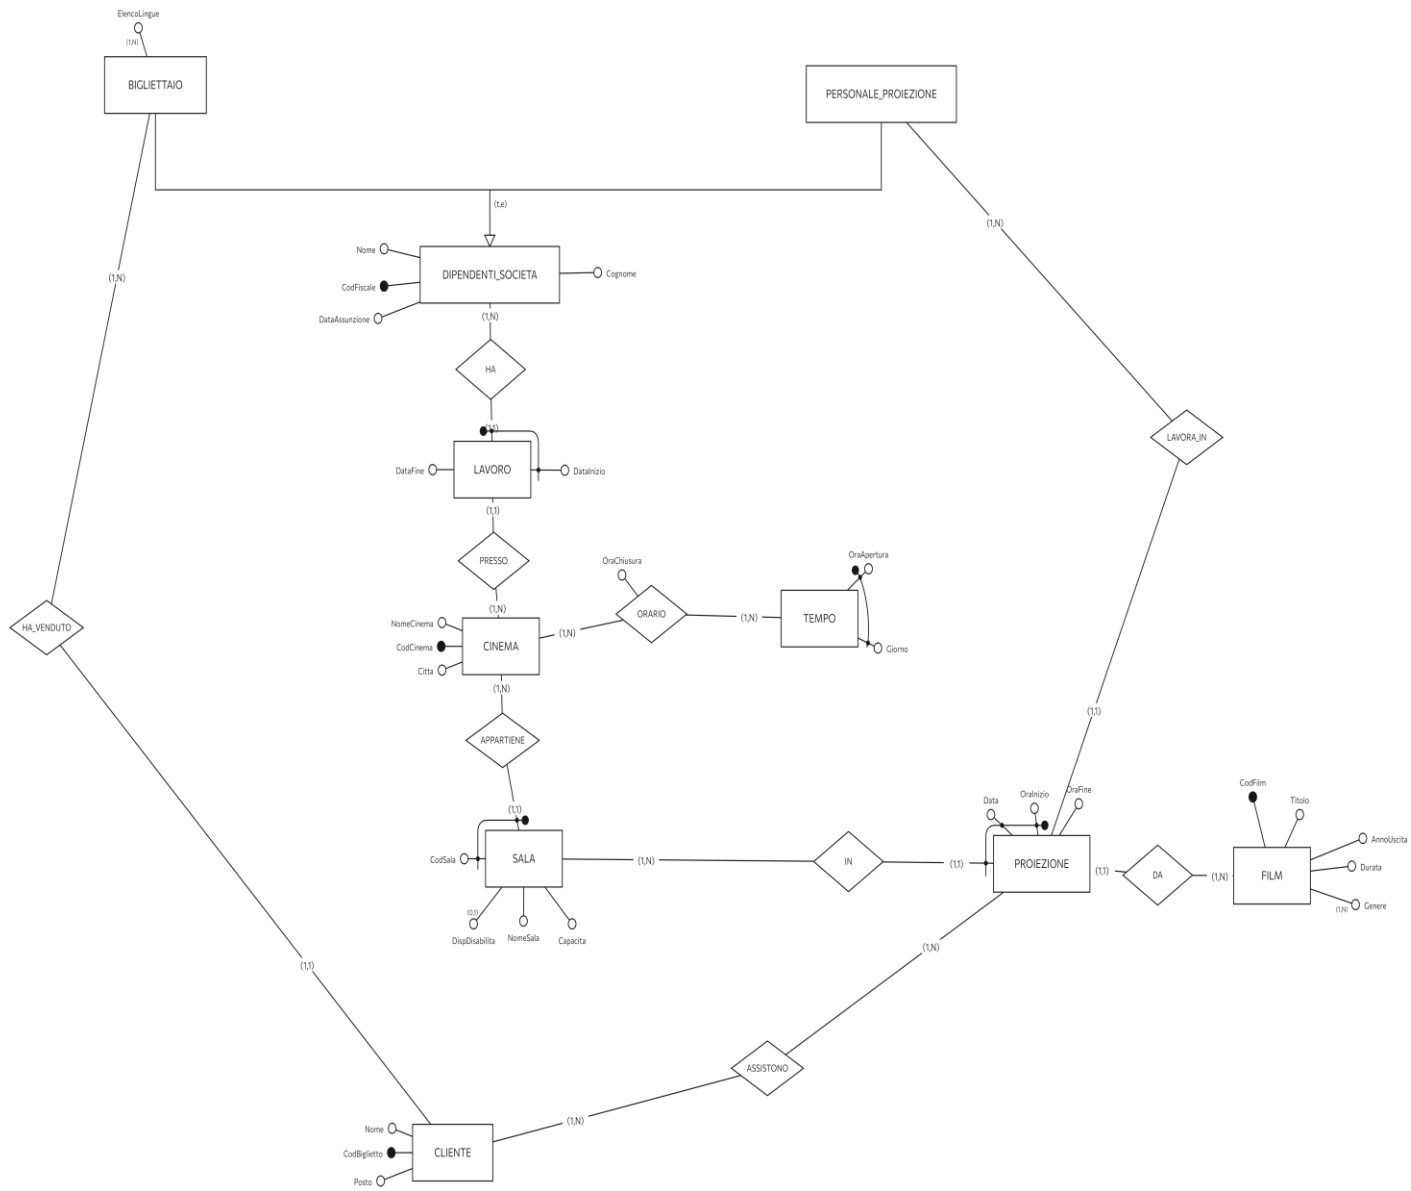 ElencoLingue
(1,N)
BIGLIETTAIO
PERSONALE_PROIEZIONE
(t,e)
(1,N)
Nome
DIPENDENTI_SOCIETA
Cognome
(1,N)
CodFiscale
DataAssunzione
(1,N)
HA
(1,1)
LAVORA_IN
DataFine
LAVORO
DataInizio
(1,1)
OraApertura
PRESSO
OraChiusura
(1,N)
ORARIO
(1,N)
TEMPO
NomeCinema
HA_VENDUTO
(1,N)
CodCinema
CINEMA
Giorno
Citta
(1,N)
(1,1)
APPARTIENE
CodFilm
OraFine
OraInizio
Data
Titolo
(1,1)
AnnoUscita
CodSala
SALA
(1,N)
IN
(1,1)
PROIEZIONE
(1,1)
DA
(1,N)
FILM
Durata
Genere
(1,N)
(0,1)
DispDisabilita
NomeSala
Capacita
(1,N)
(1,1)
ASSISTONO
(1,N)
Nome
CodBiglietto
CLIENTE
Posto